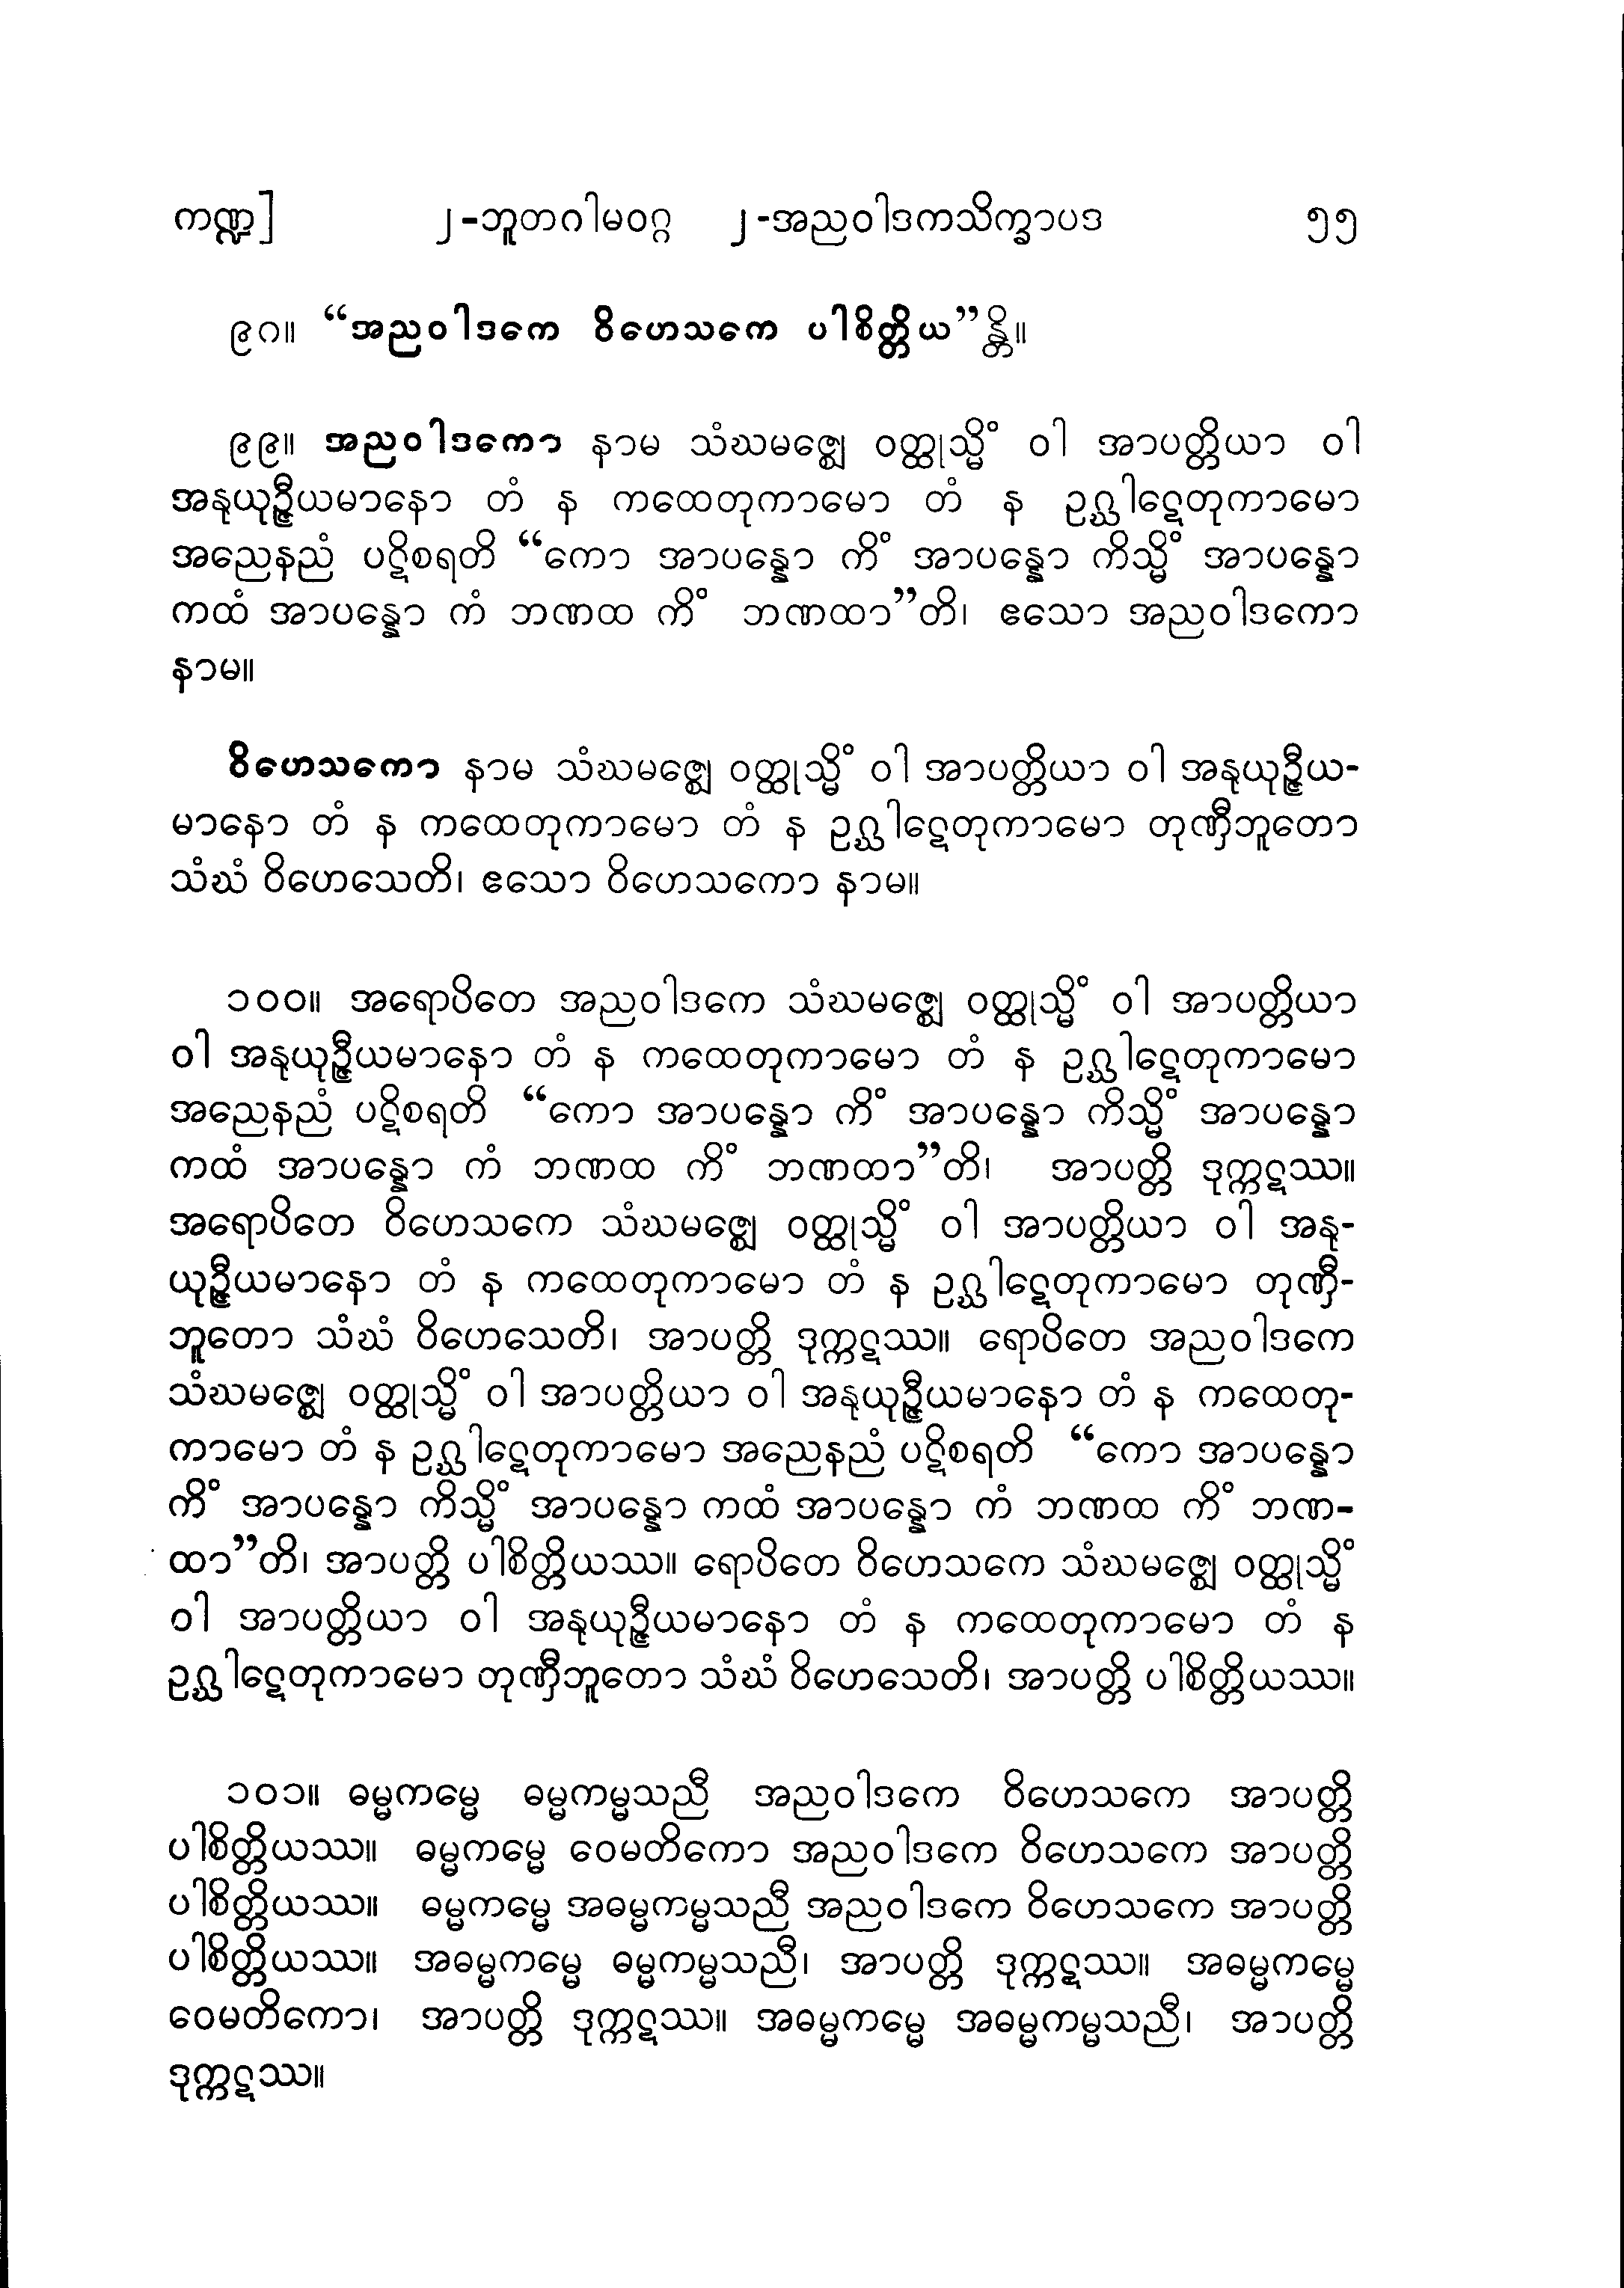 ကဏ္ဍ] ၂-ဘူတဂါမဝဂ္ဂ ၂-အညဝါဒကသိက္ခာပဒ ၅၅
၉၈။ “အညဝါဒကေ ဝိဟေသကေ ပါစိတ္တိယ”န္တိ။
၉၉။ အညဝါဒကော နာမ သံဃမဇ္ဈေ ဝတ္ထုသ္မိံ ဝါ အာပတ္တိယာ ဝါ
အနုယုဉ္ဇီယမာနော တံ န ကထေတုကာမော တံ န ဥဂ္ဃါဋေတုကာမော
အညေနညံ ပဋိစရတိ “ကော အာပန္နော ကိံ အာပန္နော ကိသ္မိံ အာပန္နော
ကထံ အာပန္နော ကံ ဘဏထ ကိံ ဘဏထာ”တိ၊ ဧသော အညဝါဒကော
နာမ။
ဝိဟေသကော နာမ သံဃမဇ္ဈေ ဝတ္ထုသ္မိံ ဝါ အာပတ္တိယာ ဝါ အနုယုဉ္ဇီယ-
မာနော တံ န ကထေတုကာမော တံ န ဥဂ္ဃါဋေတုကာမော တုဏှီဘူတော
သံဃံ ဝိဟေသေတိ၊ ဧသော ဝိဟေသကော နာမ။
၁၀၀။ အရောပိတေ အညဝါဒကေ သံဃမဇ္ဈေ ဝတ္ထုသ္မိံ ဝါ အာပတ္တိယာ
ဝါ အနုယုဉ္ဇီယမာနော တံ န ကထေတုကာမော တံ န ဥဂ္ဃါဋေတုကာမော
အညေနညံ ပဋိစရတိ “ကော အာပန္နော ကိံ အာပန္နော ကိသ္မိံ အာပန္နော
ကထံ အာပန္နော ကံ ဘဏထ ကိံ ဘဏထာ”တိ၊ အာပတ္တိ ဒုက္ကဋဿ။
အရောပိတေ ဝိဟေသကေ သံဃမဇ္ဈေ ဝတ္ထုသ္မိံ ဝါ အာပတ္တိယာ ဝါ အနု-
ယုဉ္ဇီယမာနော တံ န ကထေတုကာမော တံ န ဥဂ္ဃါဋေတုကာမော တုဏှီ-
ဘူတော သံဃံ ဝိဟေသေတိ၊ အာပတ္တိ ဒုက္ကဋဿ။ ရောပိတေ အညဝါဒကေ
သံဃမဇ္ဈေ ဝတ္ထုသ္မိံ ဝါ အာပတ္တိယာ ဝါ အနုယုဉ္ဇီယမာနော တံ န ကထေတု-
ကာမော တံ န ဥဂ္ဃါဋေတုကာမော အညေနညံ ပဋိစရတိ “ကော အာပန္နော
ကိံ အာပန္နော ကိသ္မိံ အာပန္နော ကထံ အာပန္နော ကံ ဘဏထ ကိံ ဘဏ-
ထာ”တိ၊ အာပတ္တိ ပါစိတ္တိယဿ။ ရောပိတေ ဝိဟေသကေ သံဃမဇ္ဈေ ဝတ္ထုသ္မိံ
ဝါ အာပတ္တိယာ ဝါ အနုယုဉ္ဇီယမာနော တံ န ကထေတုကာမော တံ န
ဥဂ္ဃါဋေတုကာမော တုဏှီဘူတော သံဃံ ဝိဟေသေတိ၊ အာပတ္တိ ပါစိတ္တိယဿ။
၁၀၁။ ဓမ္မကမ္မေ ဓမ္မကမ္မသညီ အညဝါဒကေ ဝိဟေသကေ အာပတ္တိ
ပါစိတ္တိယဿ။ ဓမ္မကမ္မေ ဝေမတိကော အညဝါဒကေ ဝိဟေသကေ အာပတ္တိ
ပါစိတ္တိယဿ။ ဓမ္မကမ္မေ အဓမ္မကမ္မသညီ အညဝါဒကေ ဝိဟေသကေ အာပတ္တိ
ပါစိတ္တိယဿ။ အဓမ္မကမ္မေ ဓမ္မကမ္မသညီ၊ အာပတ္တိ ဒုက္ကဋဿ။ အဓမ္မကမ္မေ
ဝေမတိကော၊ အာပတ္တိ ဒုက္ကဋဿ။ အဓမ္မကမ္မေ အဓမ္မကမ္မသညီ၊ အာပတ္တိ
ဒုက္ကဋဿ။